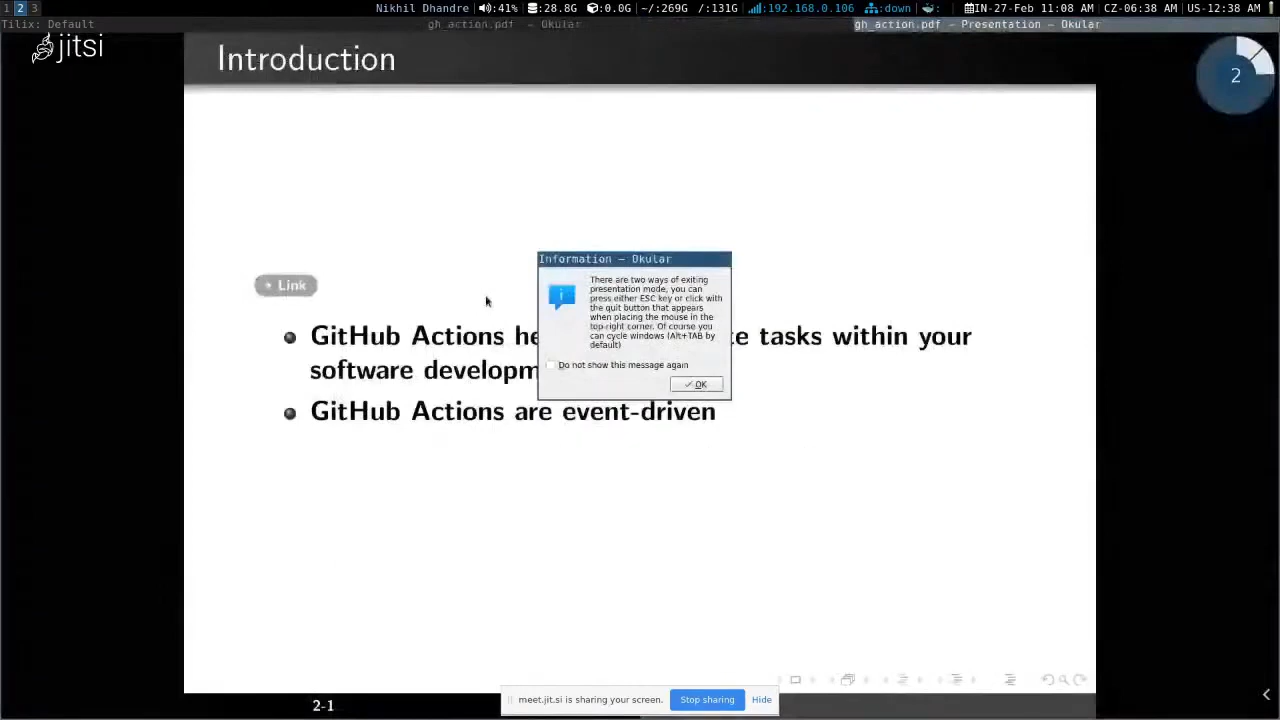 1 2 3
Nikhil Dhandre :41% :28.8G :0.0G ~/:269G /:131G :192.168.0.106 :down IN-27-Feb 11:08 AM CZ-06:38 AM US-12:38 AM
Tilix: Default gh_action.pdf – Okular gh_action.pdf – Presentation – Okular
jitsi
Introduction
2
Link
Information – Okular
There are two ways of exiting
presentation mode, you can
press either ESC key or click with
the quit button that appears
when placing the mouse in the
top-right corner. Of course you
can cycle windows (Alt+TAB by
default)
Do not show this message again
OK
GitHub Actions he te tasks within your
software developm
GitHub Actions are event-driven
2-1
meet.jit.si is sharing your screen. Stop sharing Hide